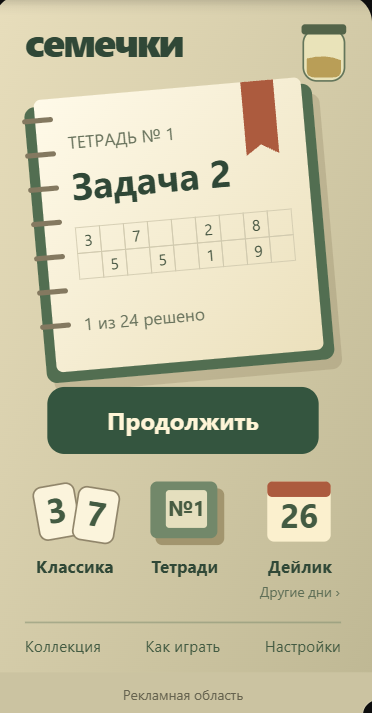 семечки
ТЕТРАДЬ № 1
Задача 2
3 7 2 8
5 5 1 9
1 из 24 решено
Продолжить
3 7 №1 26
Классика Тетради Дейлик
Другие дни ›
Коллекция Как играть Настройки
Рекламная область